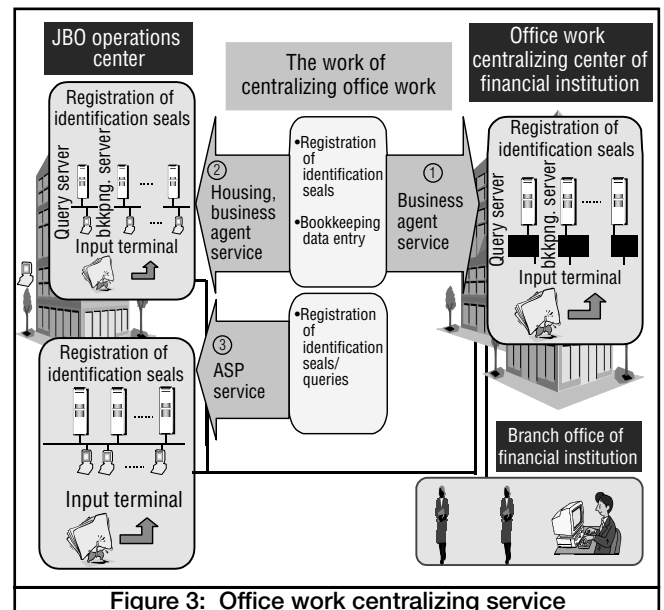 JBO operations
center
The work of
centralizing office work
Office work
centralizing center of
financial institution
Registration of
identification seals
Query server
bkkpng. server
Input terminal
②
Housing,
business
agent
service
•Registration
of
identification
seals
•Bookkeeping
data entry
①
Business
agent
service
Registration of
identification seals
Query server
bkkpng. server
Input terminal
Registration of
identification seals
Input terminal
③
ASP
service
•Registration
of
identification
seals/
queries
Branch office of
financial institution
Figure 3: Office work centralizing service